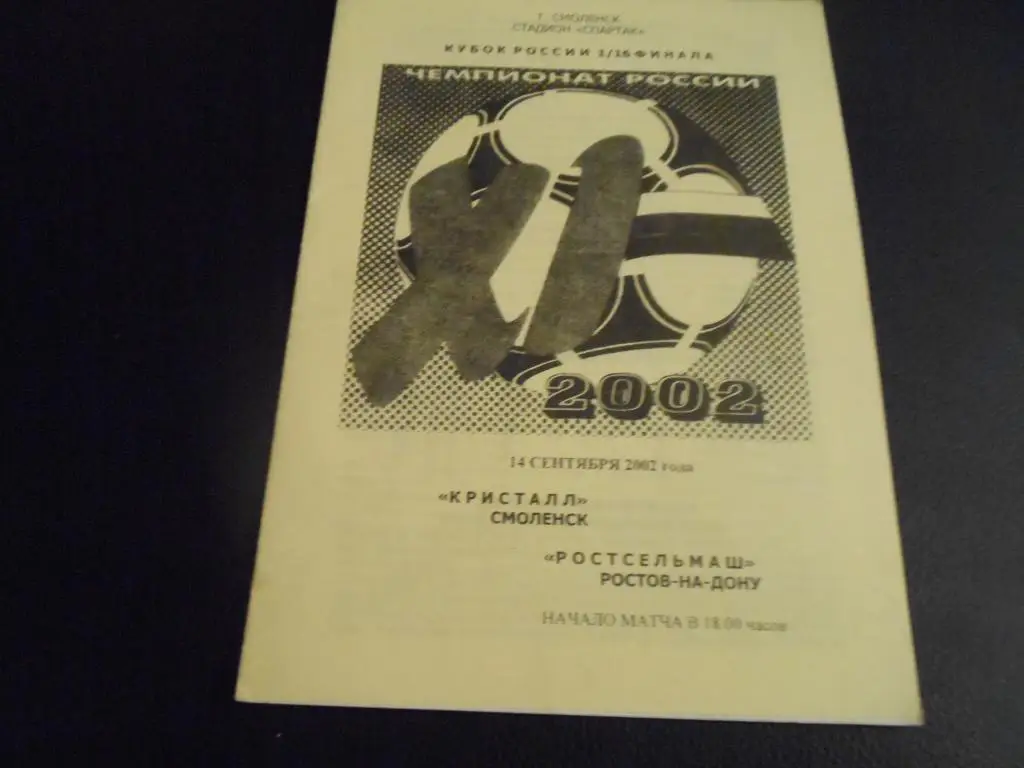 Г. СМОЛЕНСК
СТАДИОН «СПАРТАК»
КУБОК РОССИИ 1/16 ФИНАЛА
ЧЕМПИОНАТ РОССИИ
XI
2002
14 СЕНТЯБРЯ 2002 года
«КРИСТАЛЛ»
СМОЛЕНСК
«РОСТСЕЛЬМАШ»
РОСТОВ-НА-ДОНУ
НАЧАЛО МАТЧА В 18.00 часов